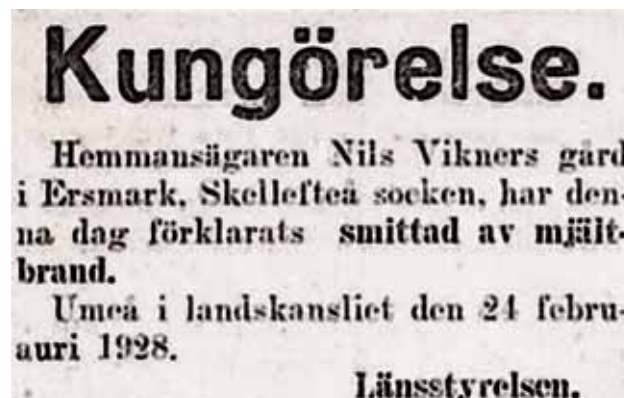 Kungörelse.
Hemmansägaren Nils Vikners gård
i Ersmark, Skellefteå socken, har den-
na dag förklarats smittad av mjält-
brand.
Umeå i landskansliet den 24 febru-
auri 1928.
Länsstyrelsen.